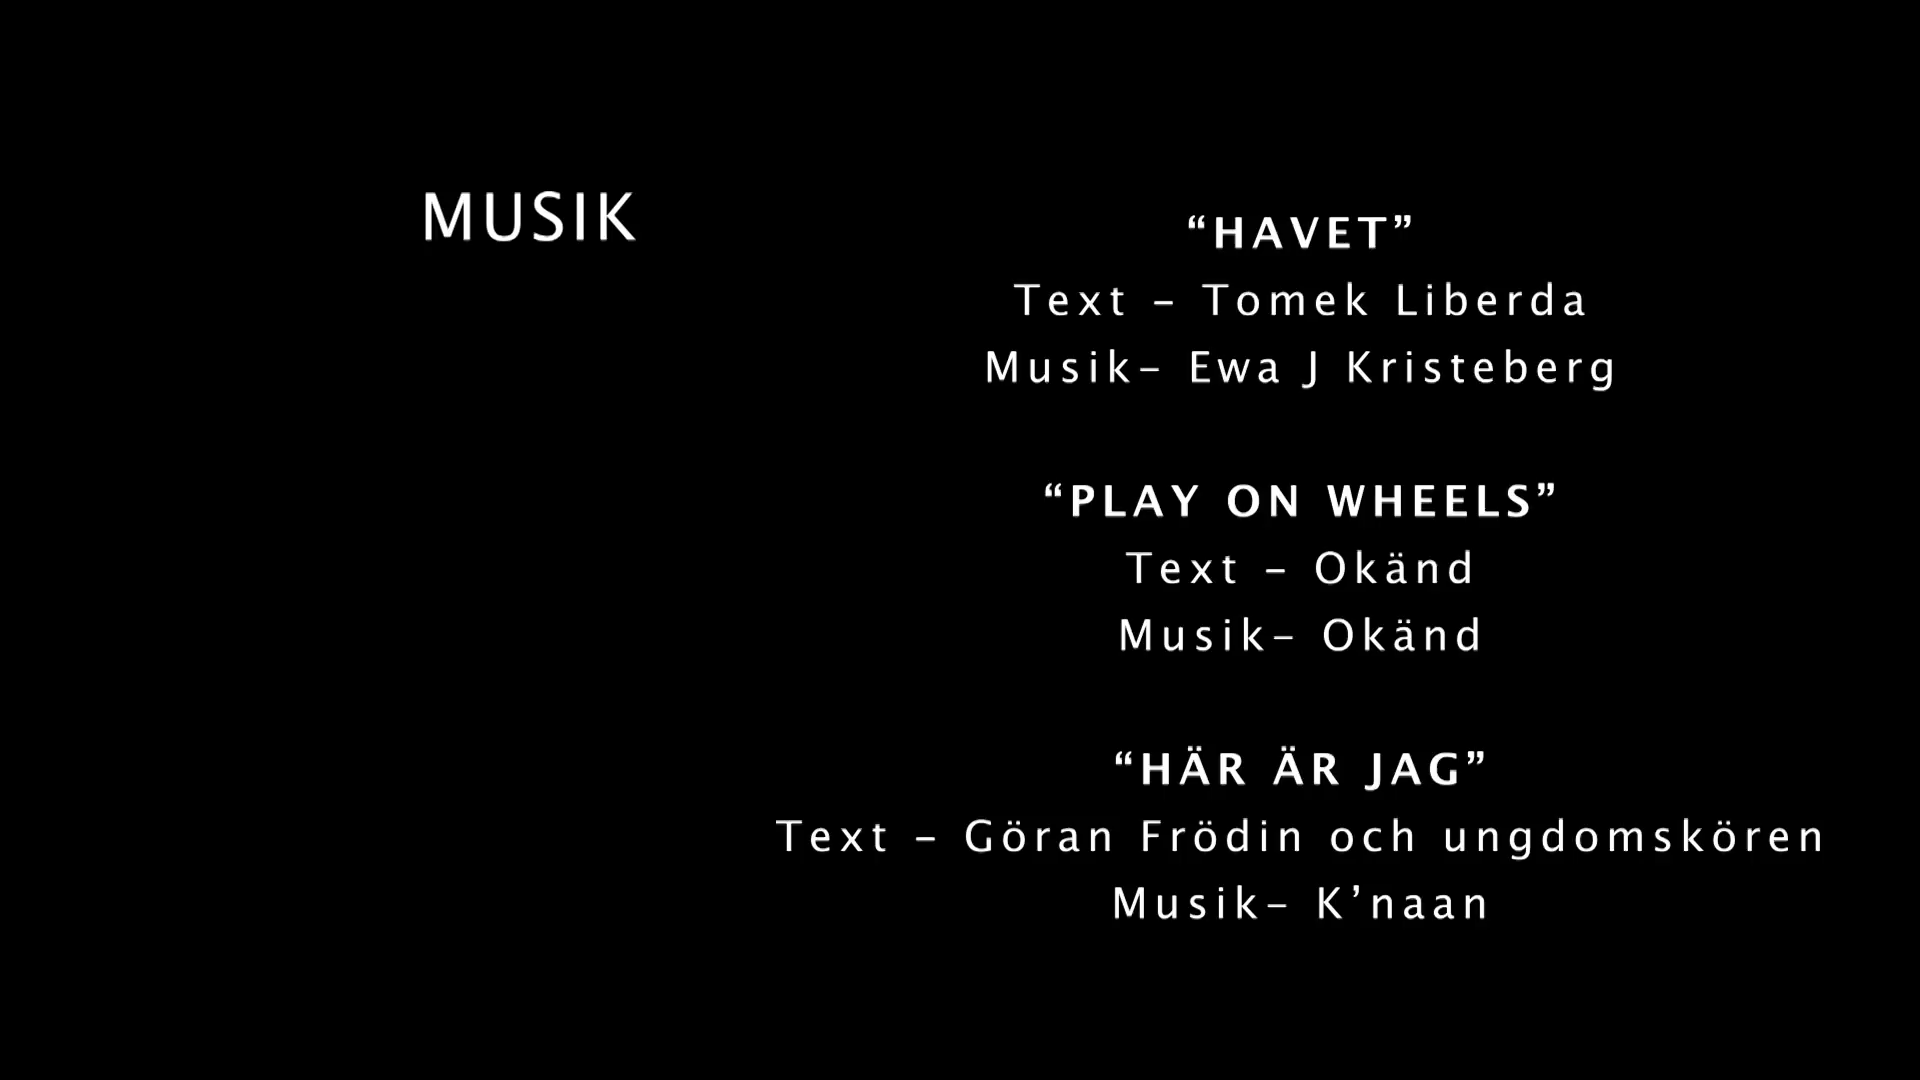 MUSIK
“HAVET”
Text – Tomek Liberda
Musik– Ewa J Kristeberg
“PLAY ON WHEELS”
Text – Okänd
Musik– Okänd
“HÄR ÄR JAG”
Text – Göran Frödin och ungdomskören
Musik– K’naan